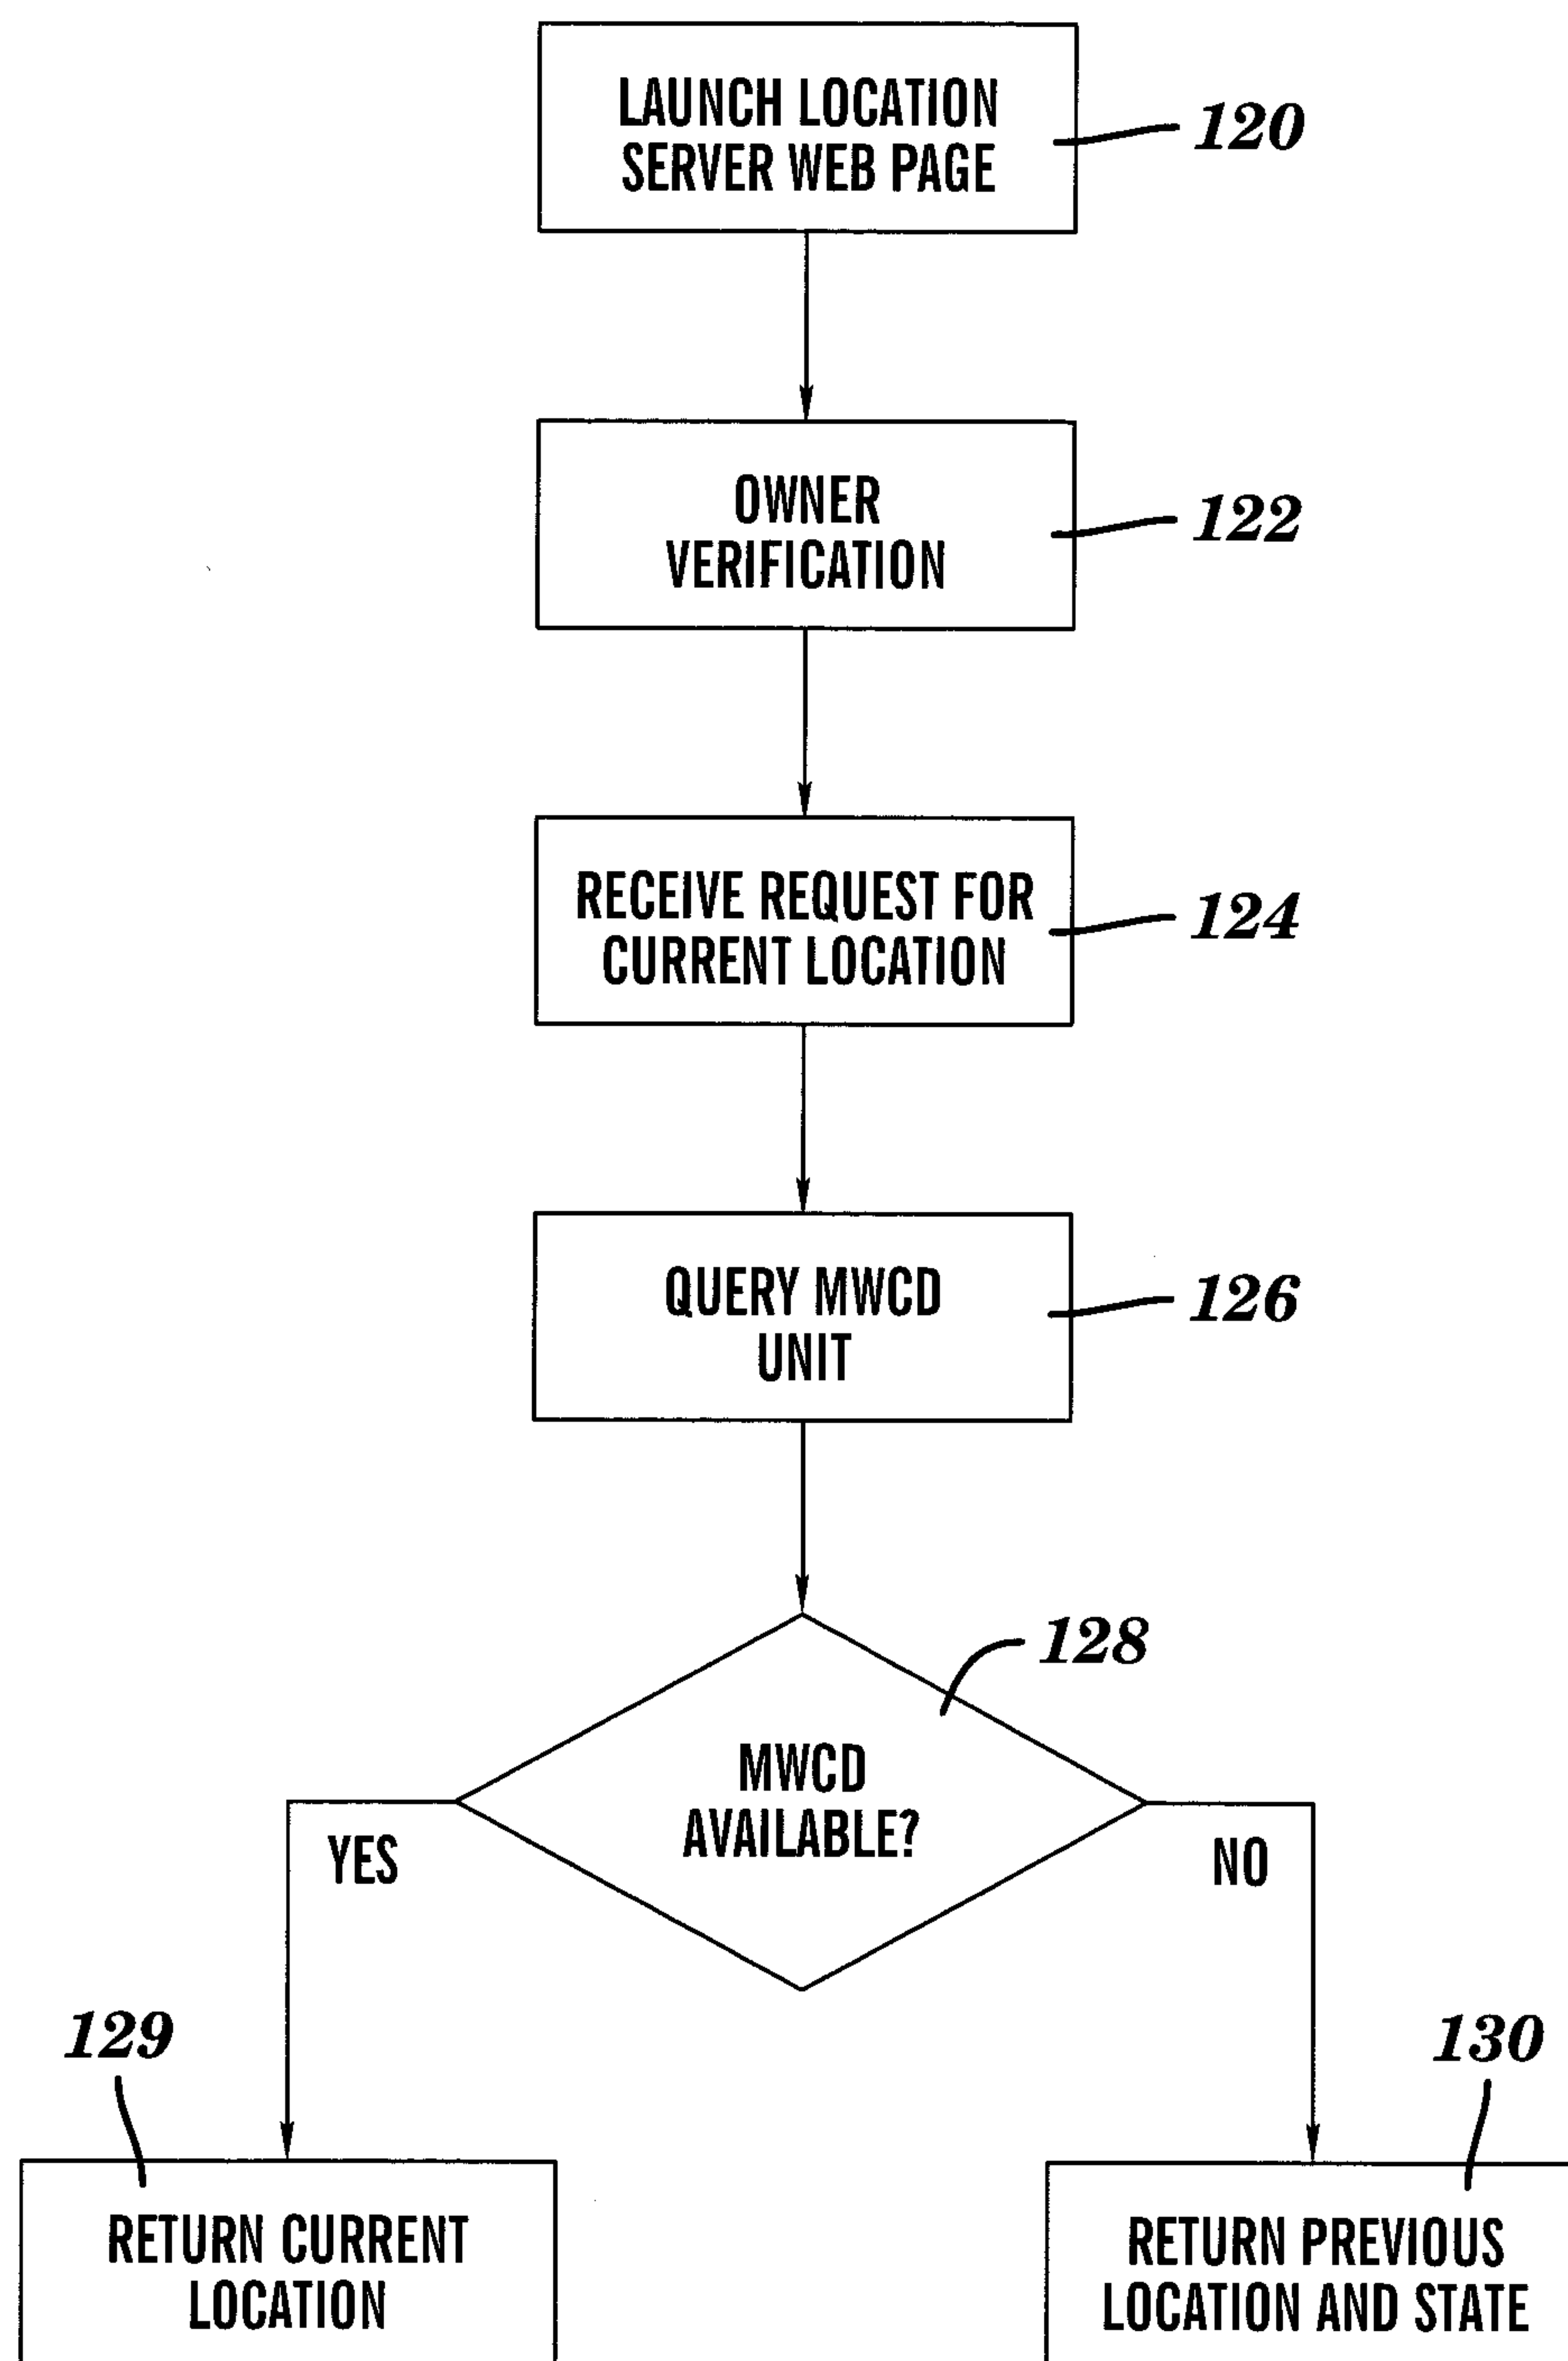 LAUNCH LOCATION
SERVER WEB PAGE
120
OWNER
VERIFICATION
122
RECEIVE REQUEST FOR
CURRENT LOCATION
124
QUERY MWCD
UNIT
126
128
MWCD
AVAILABLE?
YES
NO
129
130
RETURN CURRENT
LOCATION
RETURN PREVIOUS
LOCATION AND STATE